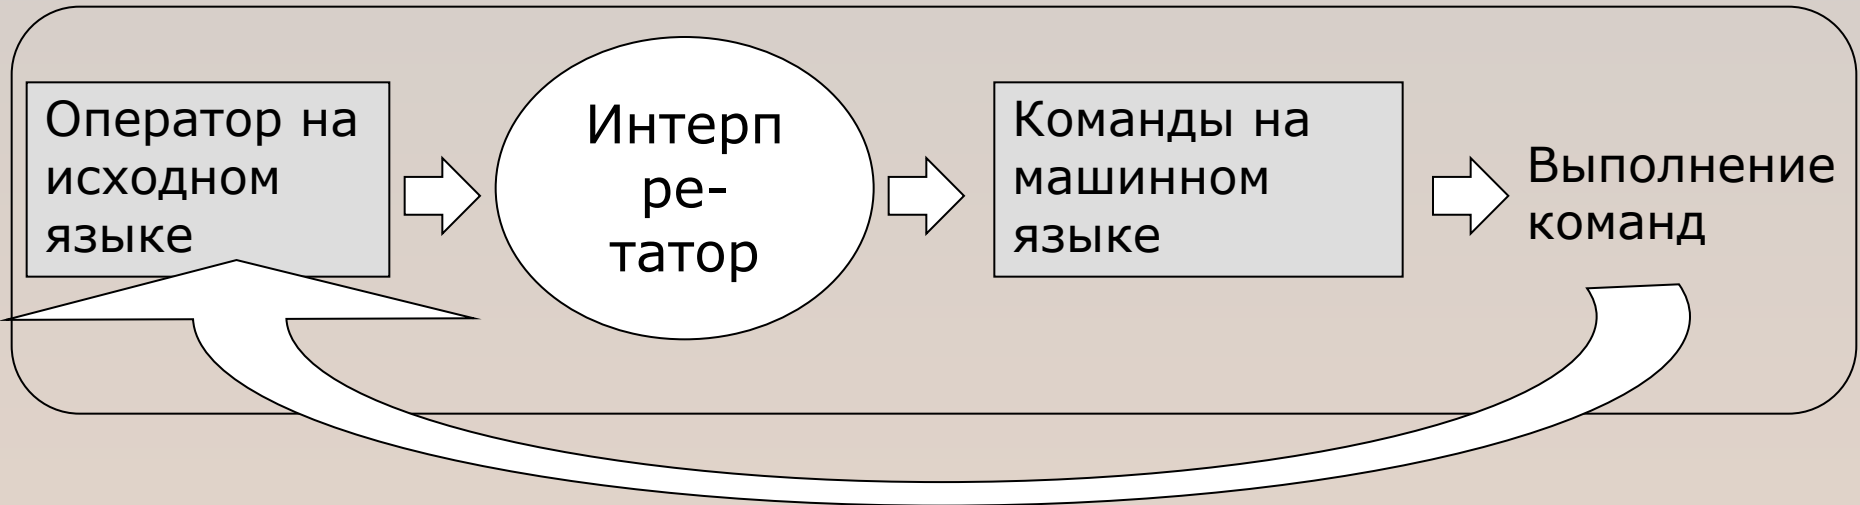 Оператор на
исходном
языке
Интерп
ре-
татор
Команды на
машинном
языке
Выполнение
команд